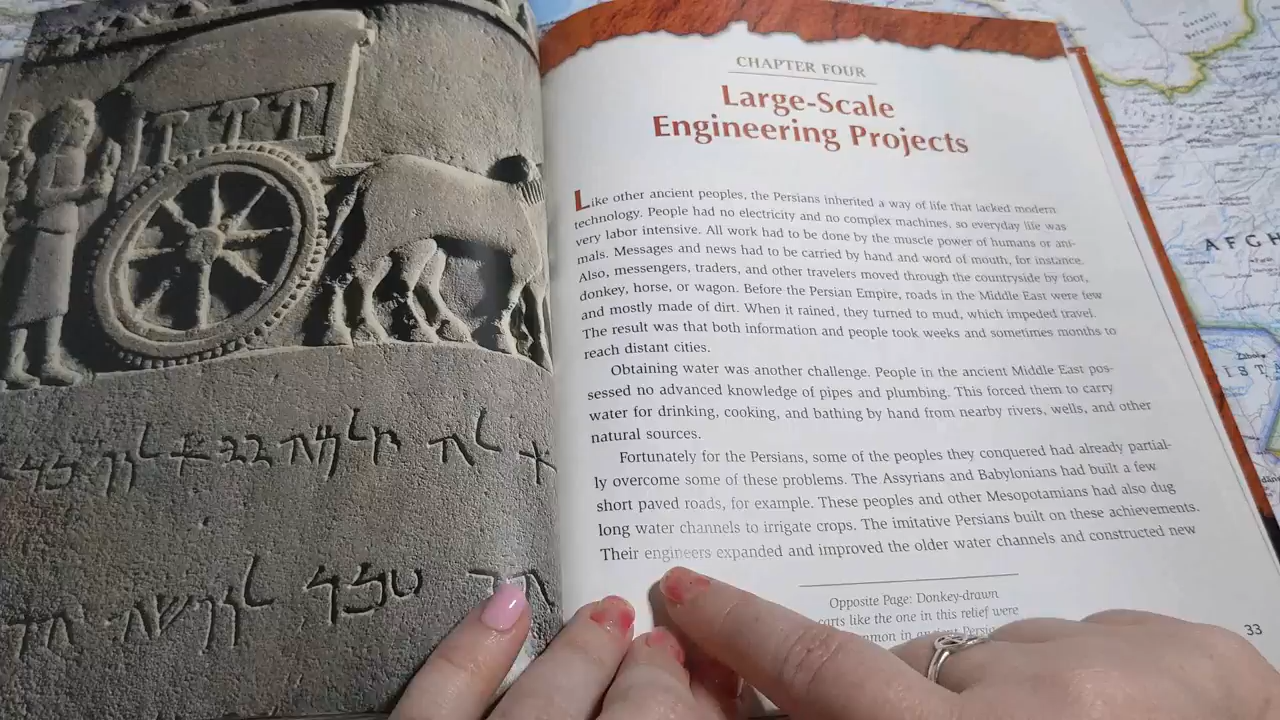 CHAPTER FOUR
Large-Scale
Engineering Projects
Like other ancient peoples, the Persians inherited a way of life that lacked modern
technology. People had no electricity and no complex machines, so everyday life was
very labor intensive. All work had to be done by the muscle power of humans or ani-
mals. Messages and news had to be carried by hand and word of mouth, for instance.
Also, messengers, traders, and other travelers moved through the countryside by foot,
donkey, horse, or wagon. Before the Persian Empire, roads in the Middle East were few
and mostly made of dirt. When it rained, they turned to mud, which impeded travel.
The result was that both information and people took weeks and sometimes months to
reach distant cities.
Obtaining water was another challenge. People in the ancient Middle East pos-
sessed no advanced knowledge of pipes and plumbing. This forced them to carry
water for drinking, cooking, and bathing by hand from nearby rivers, wells, and other
natural sources.
Fortunately for the Persians, some of the peoples they conquered had already partial-
ly overcome some of these problems. The Assyrians and Babylonians had built a few
short paved roads, for example. These peoples and other Mesopotamians had also dug
long water channels to irrigate crops. The imitative Persians built on these achievements.
Their engineers expanded and improved the older water channels and constructed new
Opposite Page: Donkey-drawn
carts like the one in this relief were
in
33
AFGH